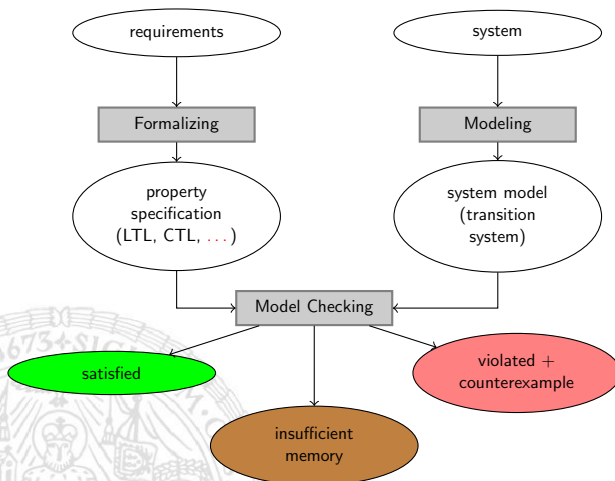 requirements
system
Formalizing
Modeling
property
specification
(LTL, CTL, ...)
system model
(transition
system)
Model Checking
satisfied
violated +
counterexample
insufficient
memory